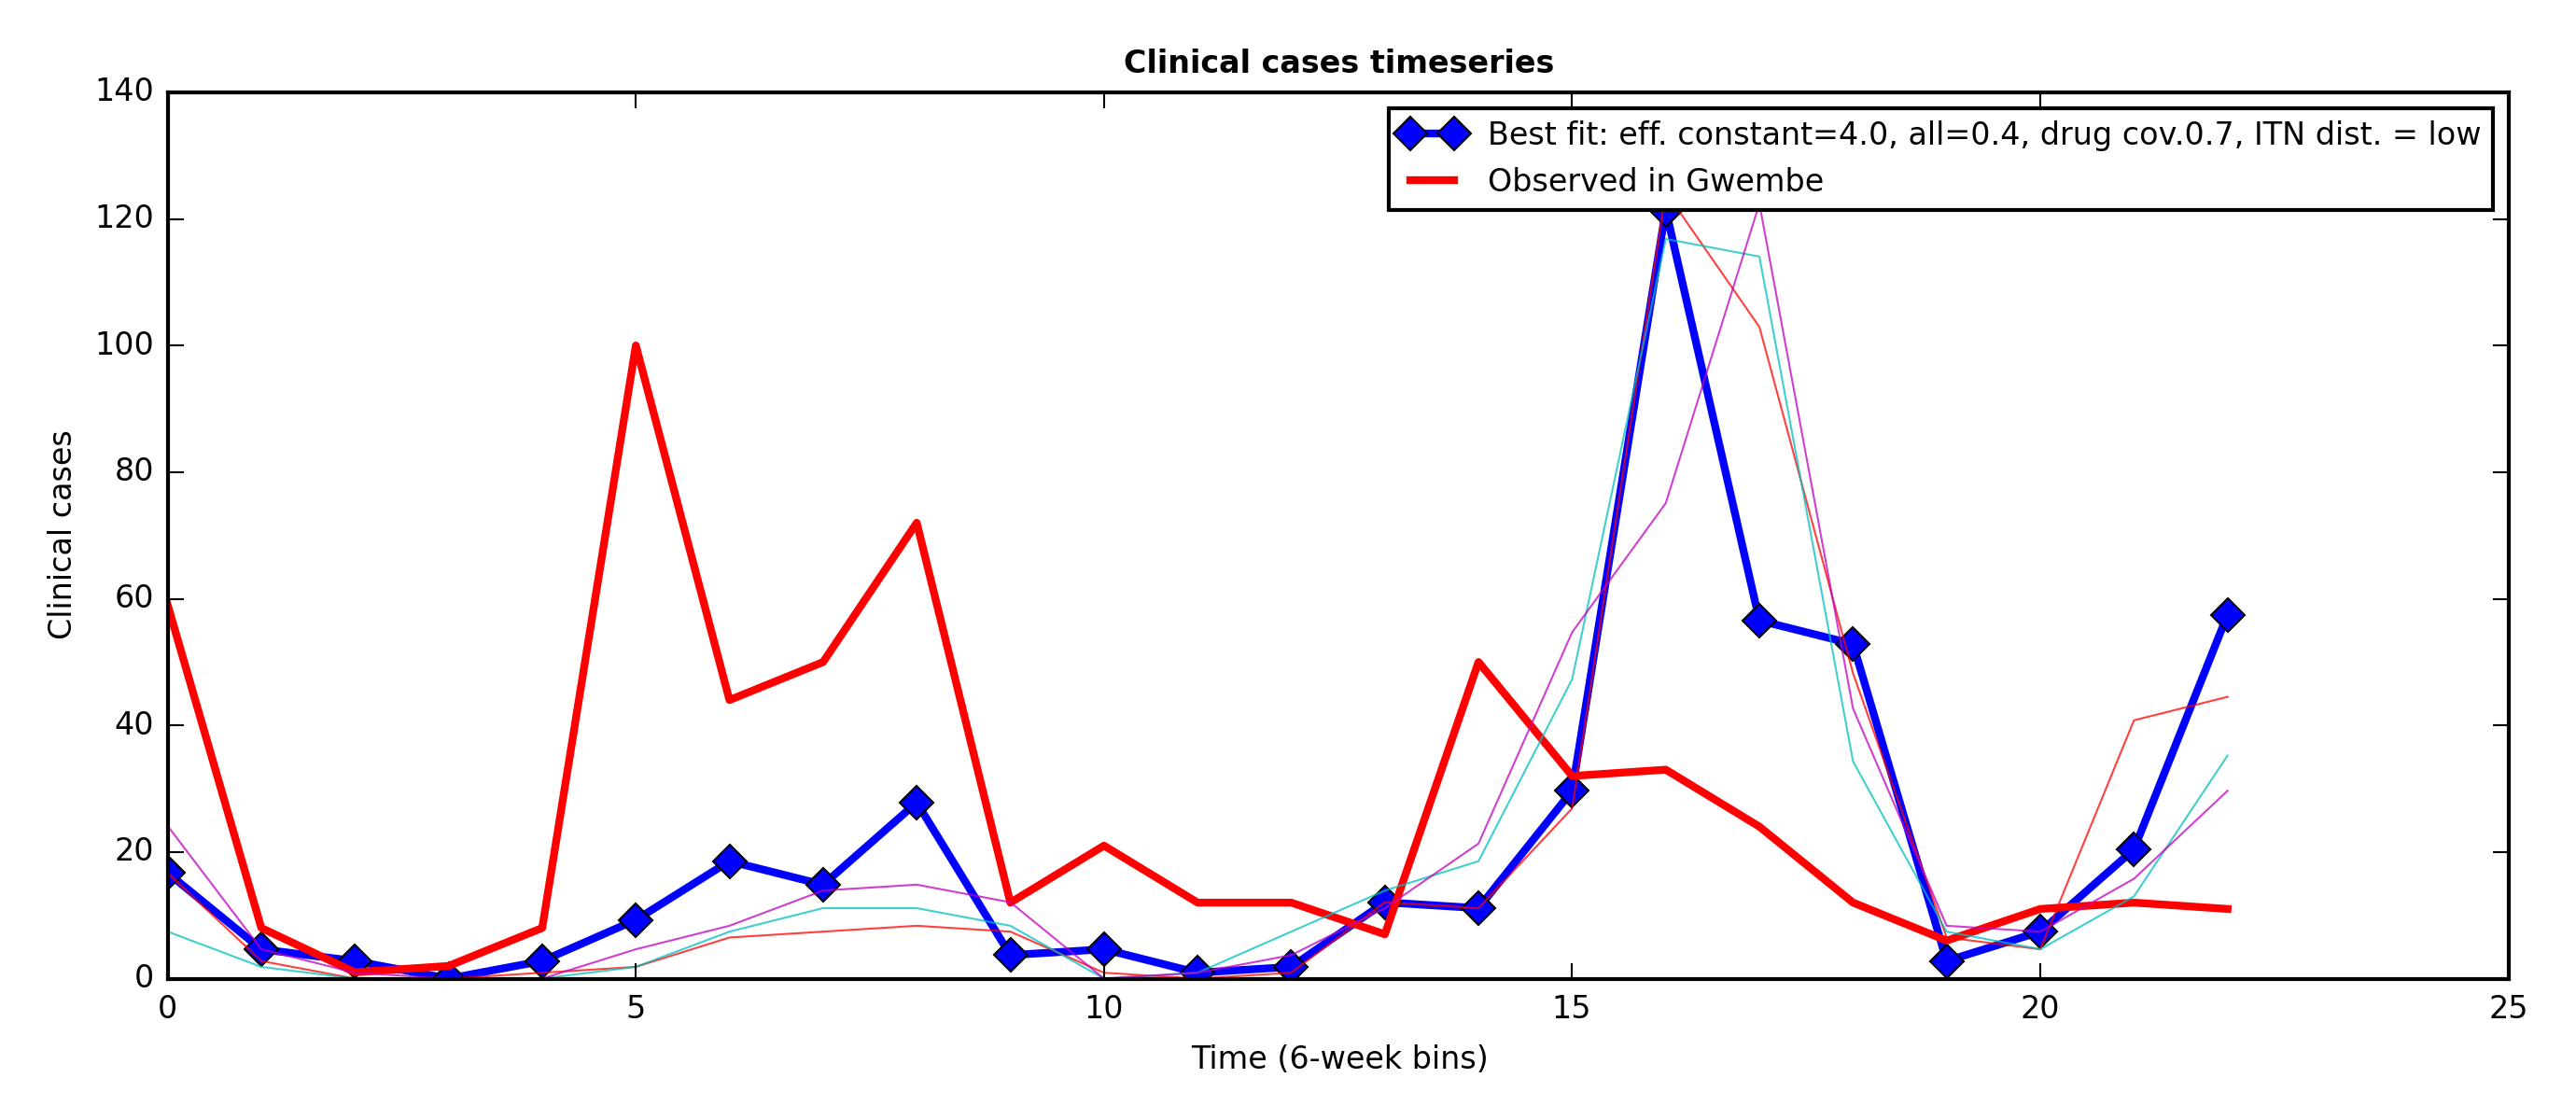 Clinical cases timeseries
140
120
100
80
60
40
20
0
Clinical cases
Best fit: eff. constant=4.0, all=0.4, drug cov.0.7, ITN dist. = low
Observed in Gwembe
0 5 10 15 20 25
Time (6-week bins)